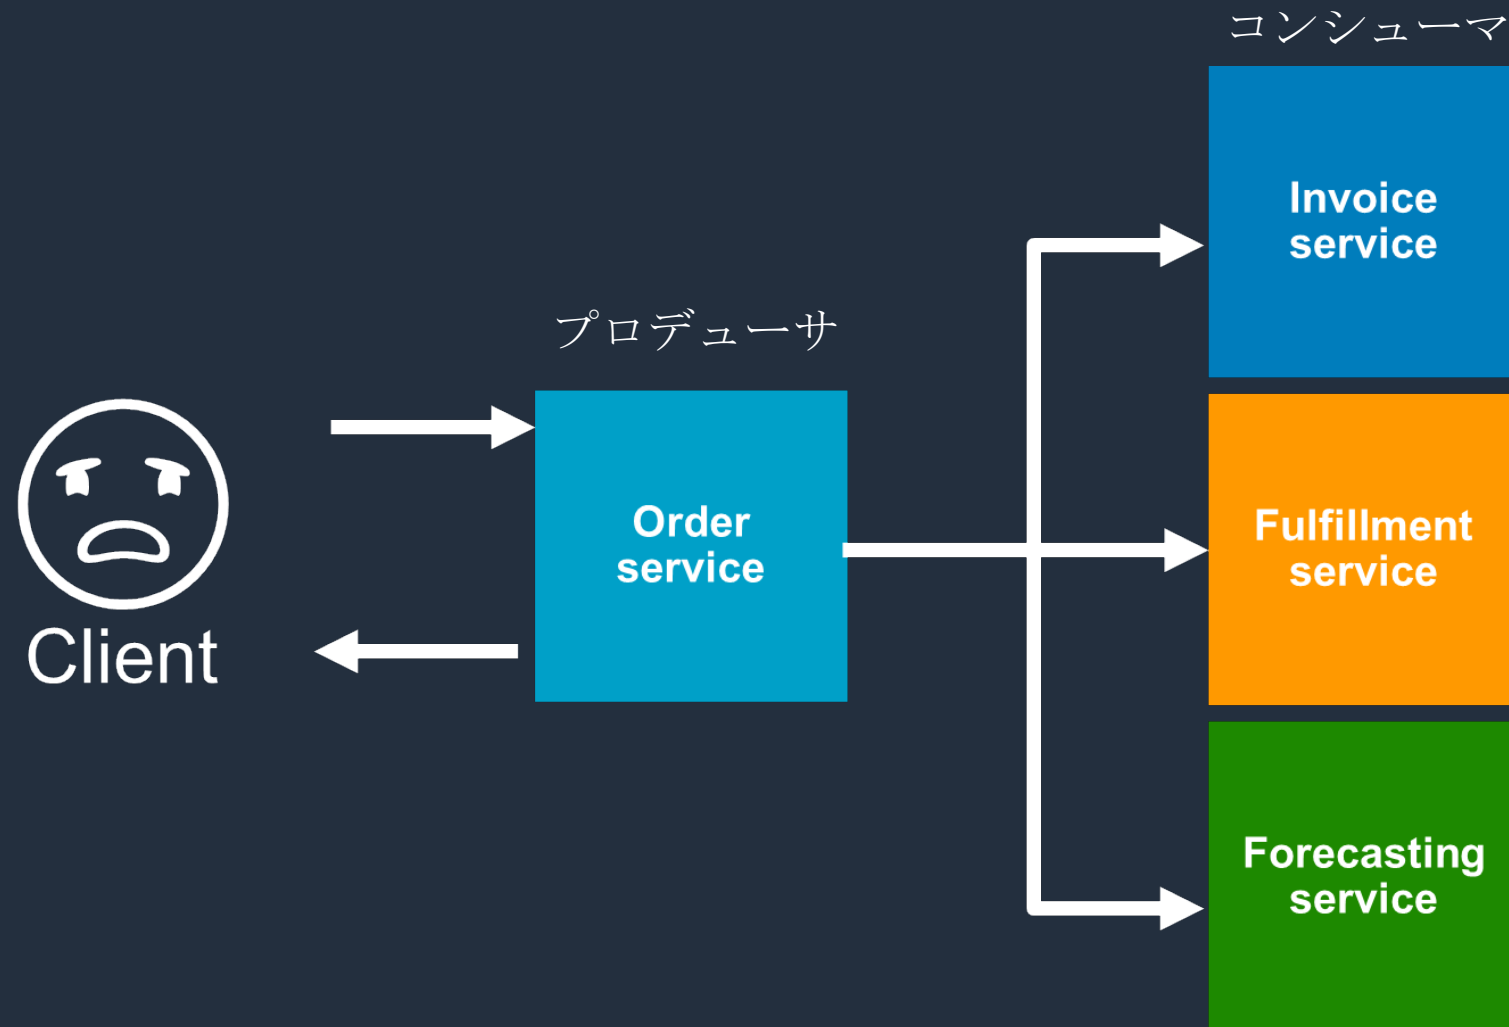 コンシューマ
Invoice
service
プロデューサ
Order
service
Fulfillment
service
Client
Forecasting
service